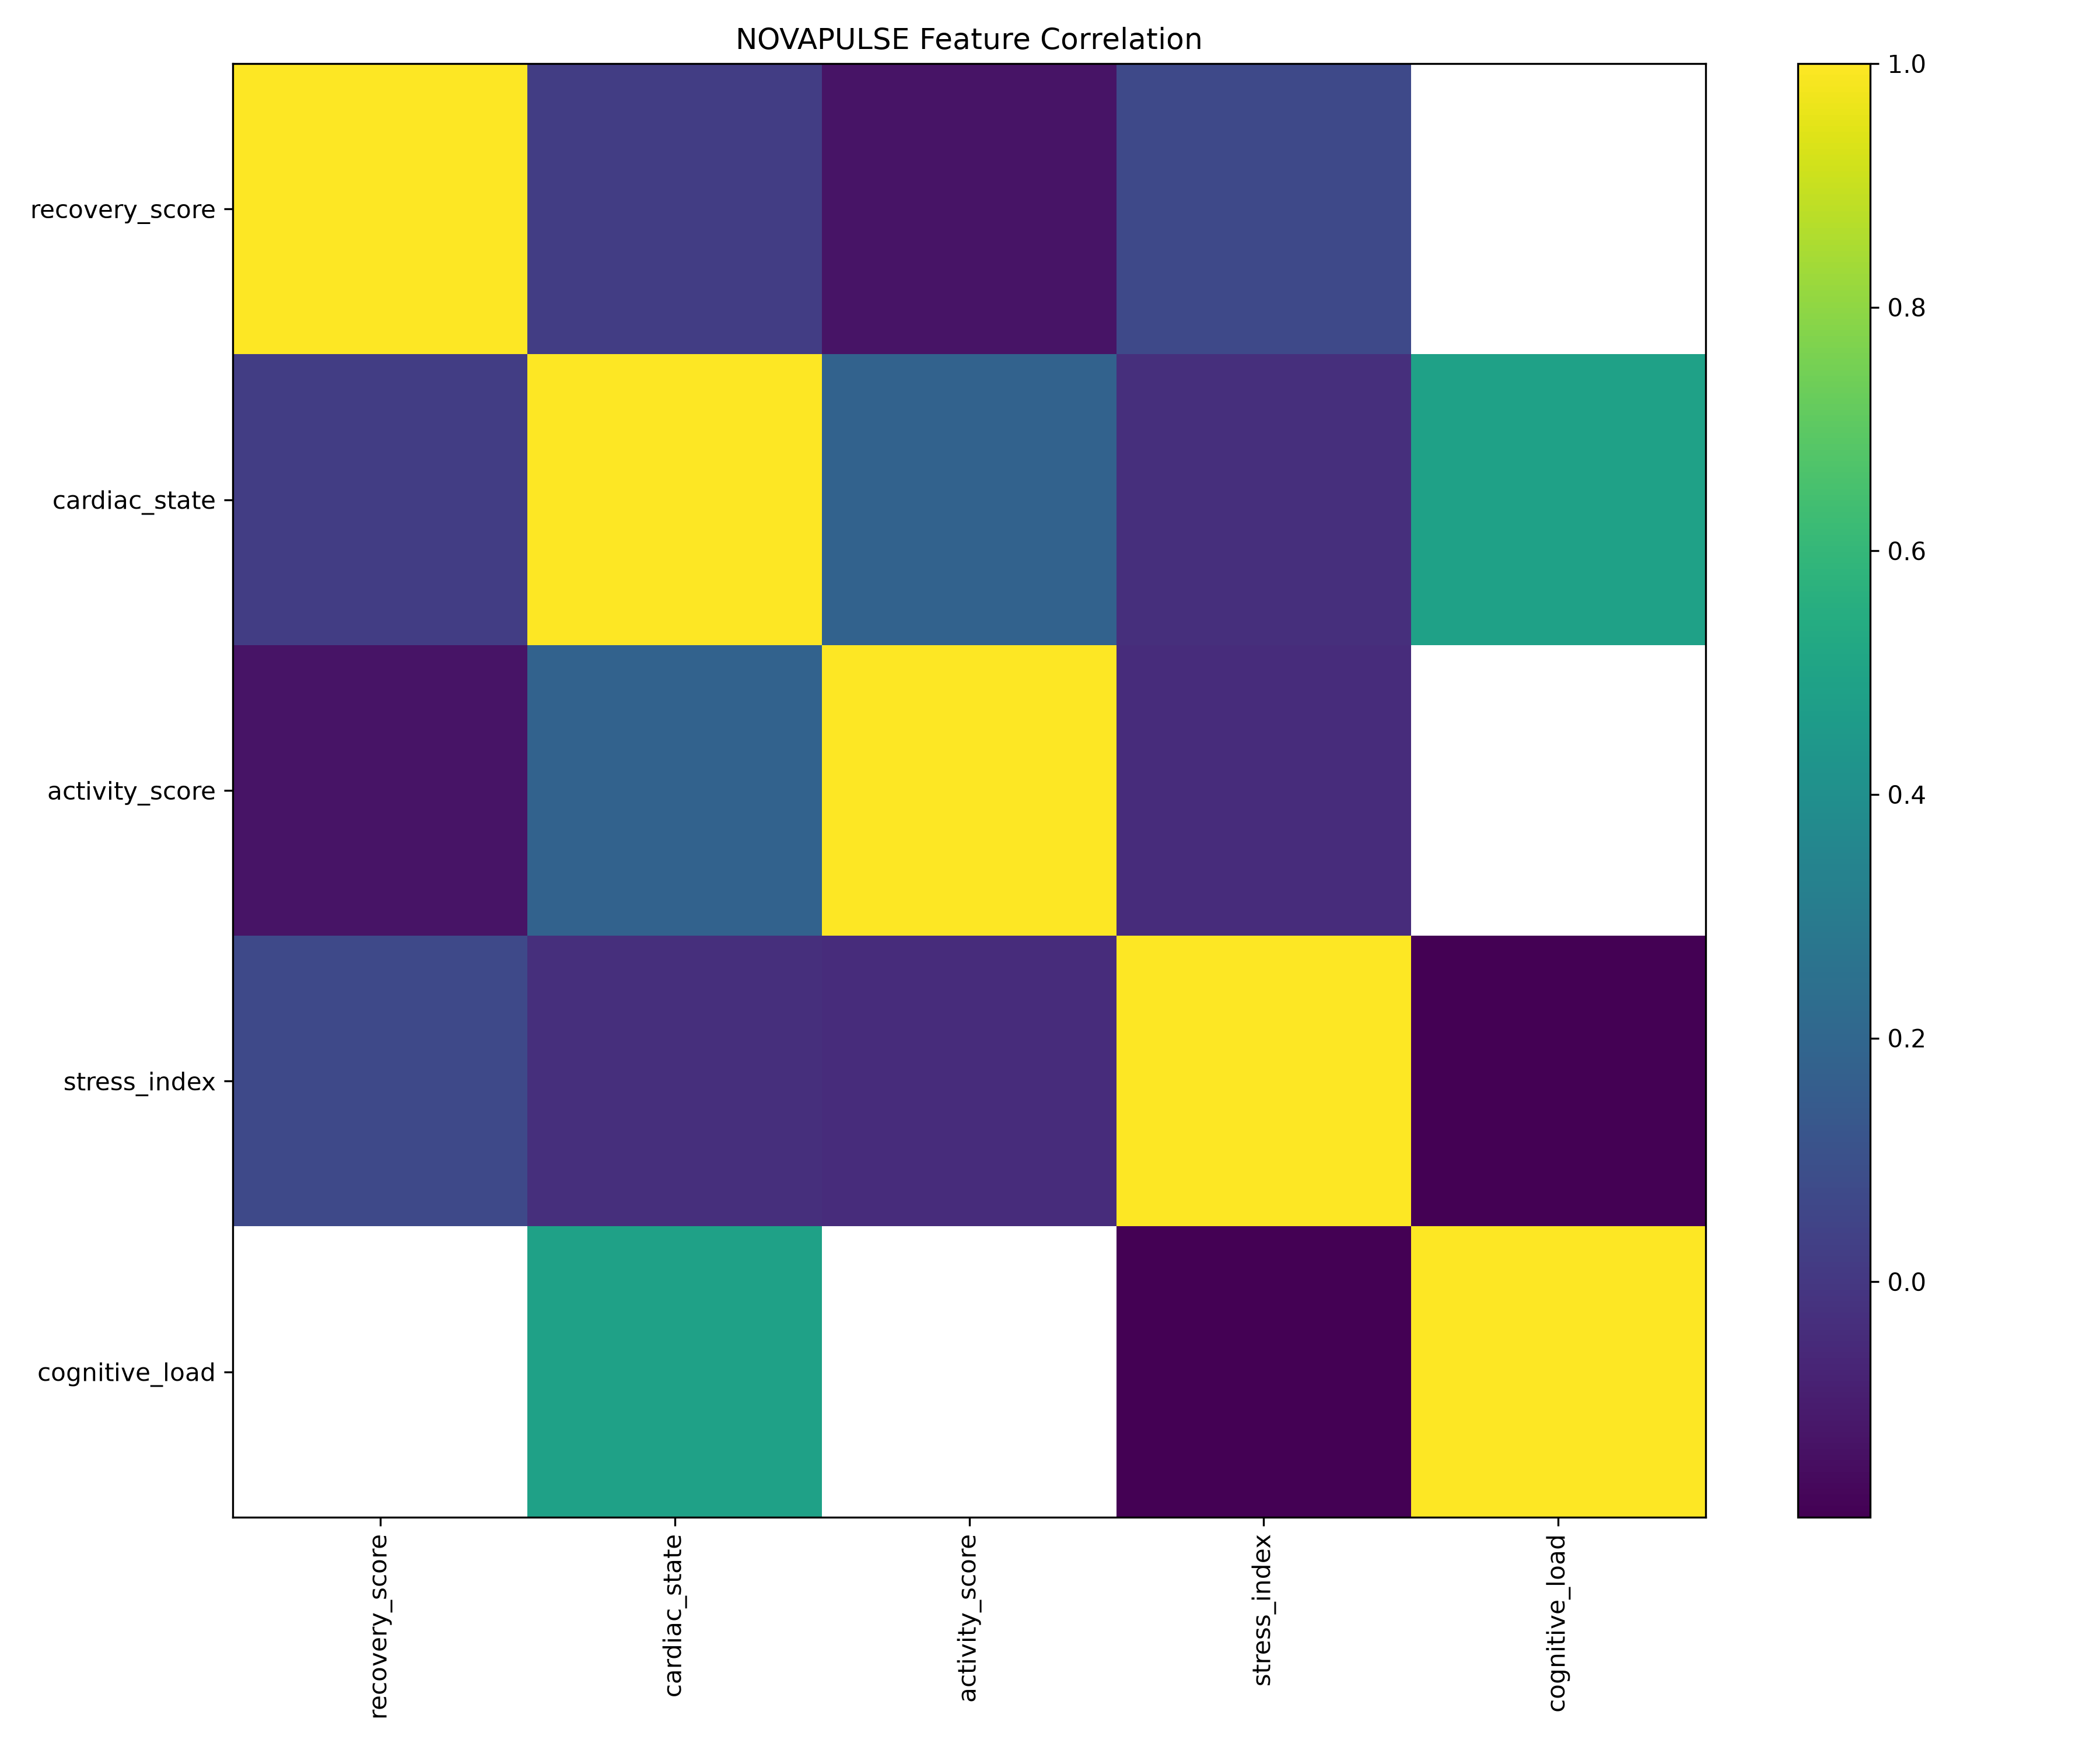 NOVAPULSE Feature Correlation
recovery_score
cardiac_state
activity_score
stress_index
cognitive_load
recovery_score
cardiac_state
activity_score
stress_index
cognitive_load
1.0
0.8
0.6
0.4
0.2
0.0